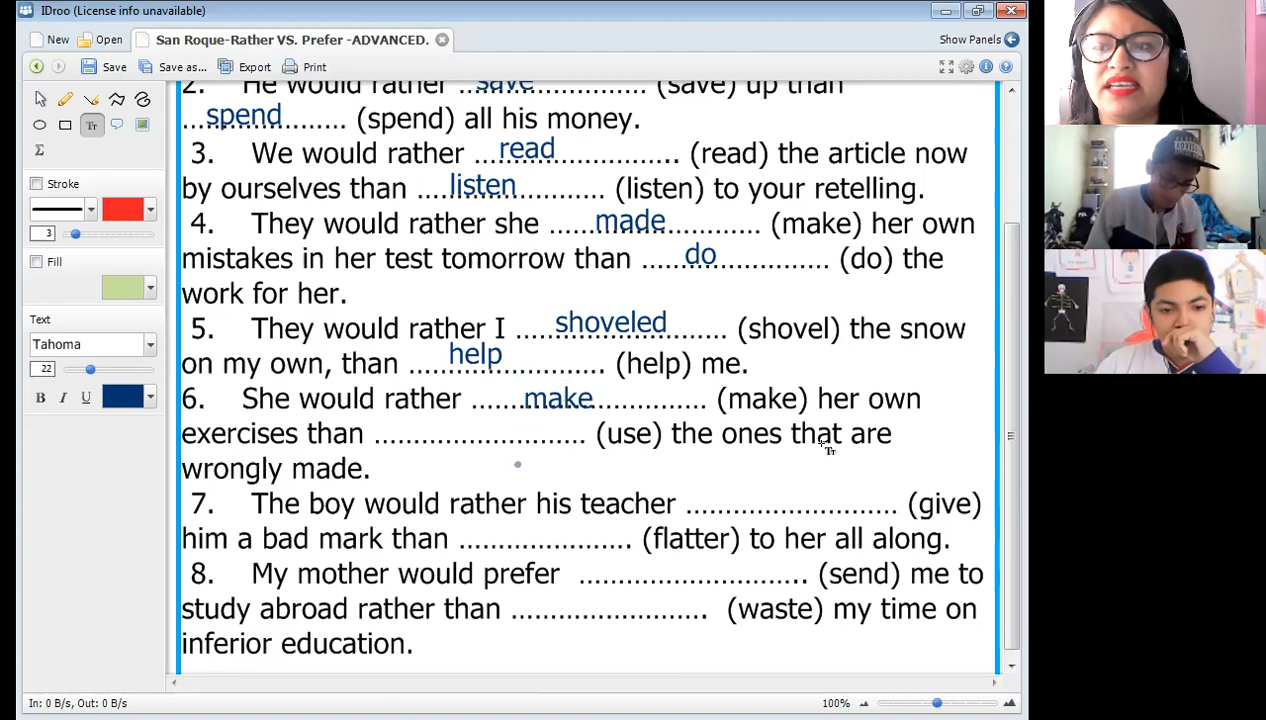 IDroo (License info unavailable)
New Open San Roque-Rather VS. Prefer -ADVANCED. Show Panels
Save Save as... Export Print
2. He would rather ....save.................. (save) up than
...spend............... (spend) all his money.
3. We would rather ...read.................. (read) the article now
by ourselves than ....listen............... (listen) to your retelling.
4. They would rather she ......made.............. (make) her own
mistakes in her test tomorrow than ......do............... (do) the
work for her.
5. They would rather I .....shoveled........ (shovel) the snow
on my own, than .....help............... (help) me.
6. She would rather .......make............... (make) her own
exercises than ........................... (use) the ones that are
wrongly made.
7. The boy would rather his teacher ........................... (give)
him a bad mark than ...................... (flatter) to her all along.
8. My mother would prefer ............................. (send) me to
study abroad rather than ......................... (waste) my time on
inferior education.
Stroke
3
Fill
Text
Tahoma
22
B I U
In: 0 B/s, Out: 0 B/s 100%